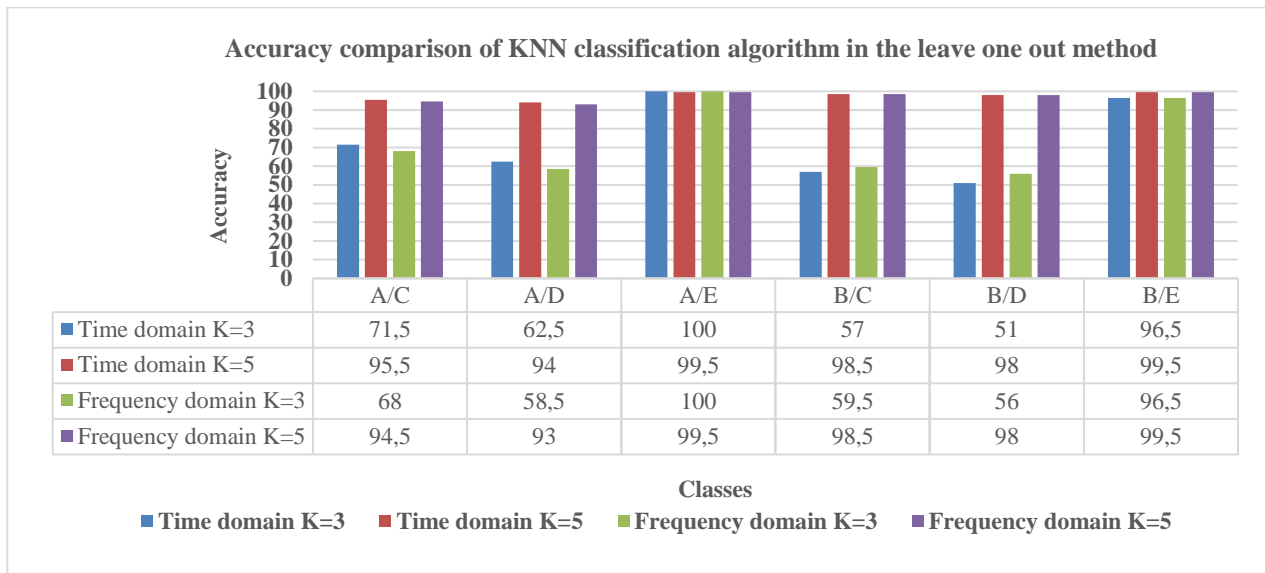 Accuracy comparison of KNN classification algorithm in the leave one out method
Accuracy
100
90
80
70
60
50
40
30
20
10
0
A/C A/D A/E B/C B/D B/E
Time domain K=3 71,5 62,5 100 57 51 96,5
Time domain K=5 95,5 94 99,5 98,5 98 99,5
Frequency domain K=3 68 58,5 100 59,5 56 96,5
Frequency domain K=5 94,5 93 99,5 98,5 98 99,5
Classes
Time domain K=3 Time domain K=5 Frequency domain K=3 Frequency domain K=5